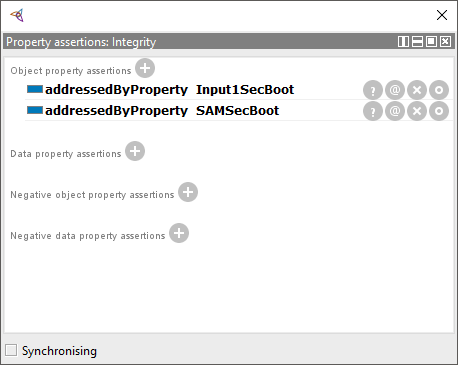 Property assertions: Integrity
Object property assertions
addressedByProperty Input1SecBoot
addressedByProperty SAMSecBoot
Data property assertions
Negative object property assertions
Negative data property assertions
Synchronising